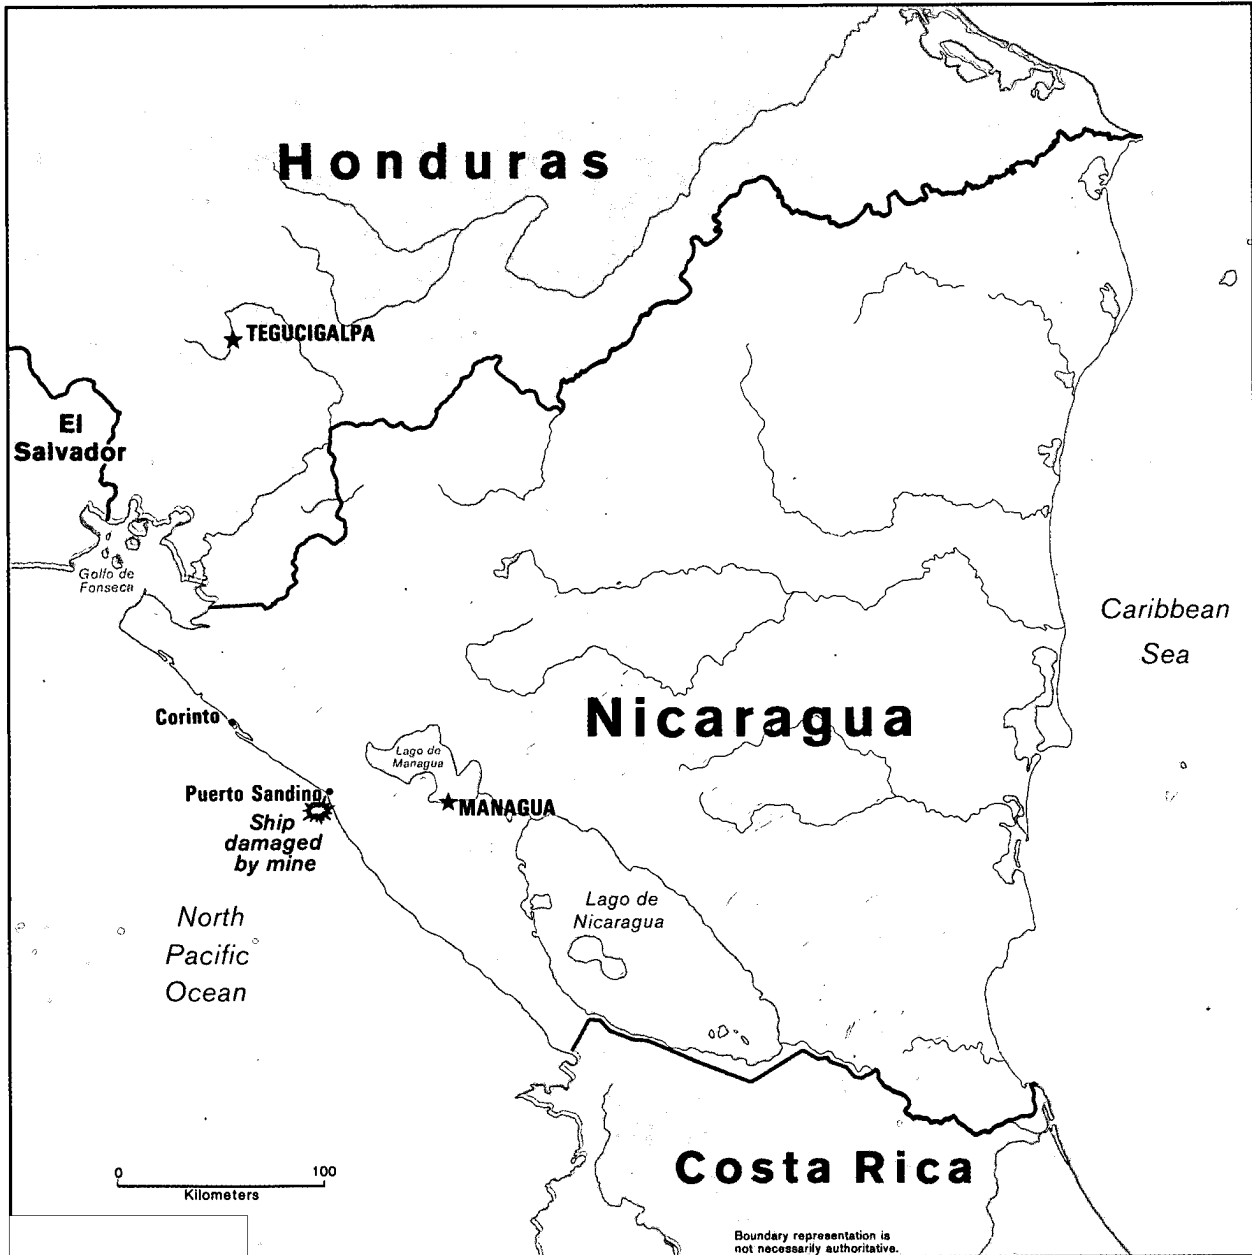 Honduras
TEGUCIGALPA
El
Salvador
Golfo de
Fonseca
Caribbean
Sea
Nicaragua
Corinto
Lago de
Managua
Puerto Sandino
MANAGUA
Ship
damaged
by mine
Lago de
Nicaragua
North
Pacific
Ocean
Costa Rica
0 100
Kilometers
Boundary representation is
not necessarily authoritative.